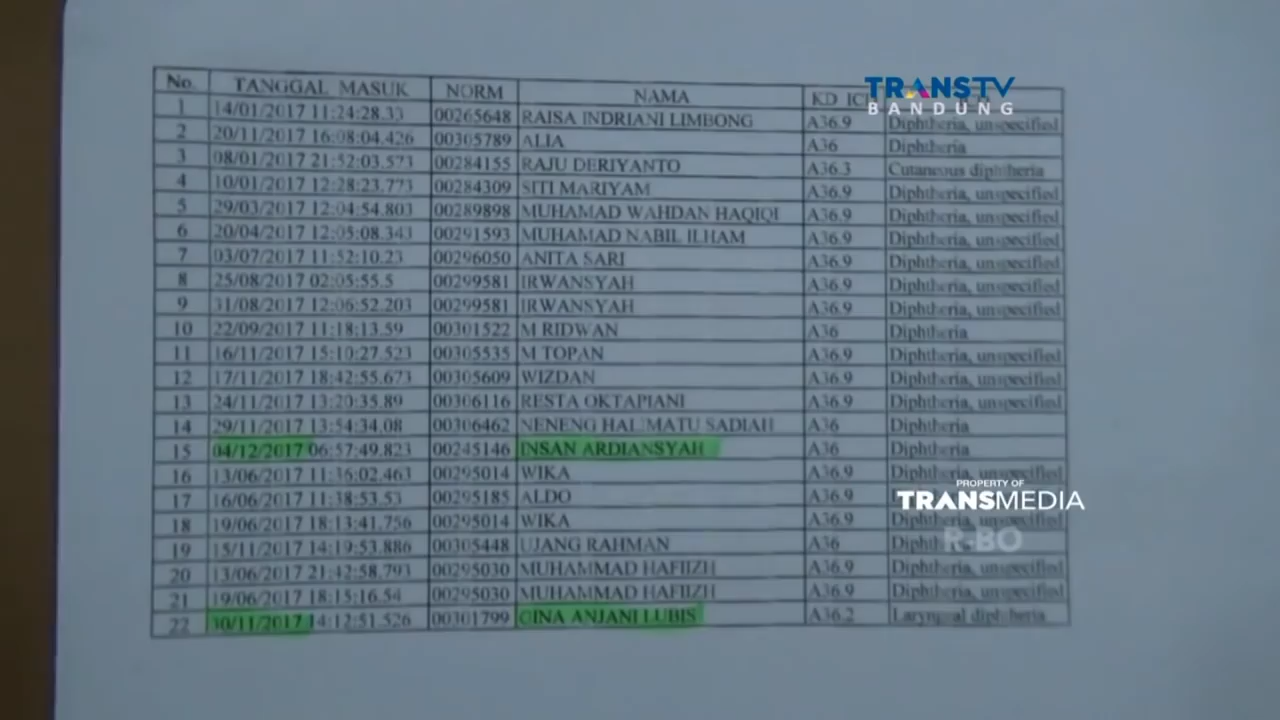 TRANSTV
BANDUNG
No. TANGGAL MASUK NORM NAMA KD_ICD
1 14/01/2017 11:24:28.33 00265648 RAISA INDRIANI LIMBONG A36.9 Diphtheria, unspecified
2 20/11/2017 16:08:04.426 00305789 ALIA A36 Diphtheria
3 08/01/2017 21:52:03.573 00284155 RAJU DERIYANTO A36.3 Cutaneous diphtheria
4 10/01/2017 12:28:23.773 00284309 SITI MARIYAM A36.9 Diphtheria, unspecified
5 29/03/2017 12:04:54.803 00289898 MUHAMAD WAHDAN HAQIQI A36.9 Diphtheria, unspecified
6 20/04/2017 12:05:08.343 00291593 MUHAMAD NABIL ILHAM A36.9 Diphtheria, unspecified
7 03/07/2017 11:52:10.23 00296050 ANITA SARI A36.9 Diphtheria, unspecified
8 25/08/2017 02:05:55.5 00299581 IRWANSYAH A36.9 Diphtheria, unspecified
9 31/08/2017 12:06:52.203 00299581 IRWANSYAH A36.9 Diphtheria, unspecified
10 22/09/2017 11:18:13.59 00301522 M RIDWAN A36 Diphtheria
11 16/11/2017 15:10:27.523 00305535 M TOPAN A36.9 Diphtheria, unspecified
12 17/11/2017 18:42:55.673 00305609 WIZDAN A36.9 Diphtheria, unspecified
13 24/11/2017 13:20:35.89 00306116 RESTA OKTAPIANI A36.9 Diphtheria, unspecified
14 29/11/2017 13:54:34.08 00306462 NENENG HALIMATU SADIAH A36 Diphtheria
15 04/12/2017 06:57:49.823 00245146 INSAN ARDIANSYAH A36 Diphtheria
16 13/06/2017 11:36:02.463 00295014 WIKA A36.9 Diphtheria, unspecified
17 16/06/2017 11:38:53.53 00295185 ALDO A36.9
18 19/06/2017 18:13:41.756 00295014 WIKA A36.9 Diphtheria, unspecified
19 15/11/2017 14:19:53.886 00305448 UJANG RAHMAN A36
20 13/06/2017 21:42:58.793 00295030 MUHAMMAD HAFIIZH A36.9 Diphtheria, unspecified
21 19/06/2017 18:15:16.54 00295030 MUHAMMAD HAFIIZH A36.9 Diphtheria, unspecified
22 30/11/2017 14:12:51.526 00301799 GINA ANJANI LUBIS A36.2 Laryngeal diphtheria
PROPERTY OF
TRANSMEDIA
R-BO